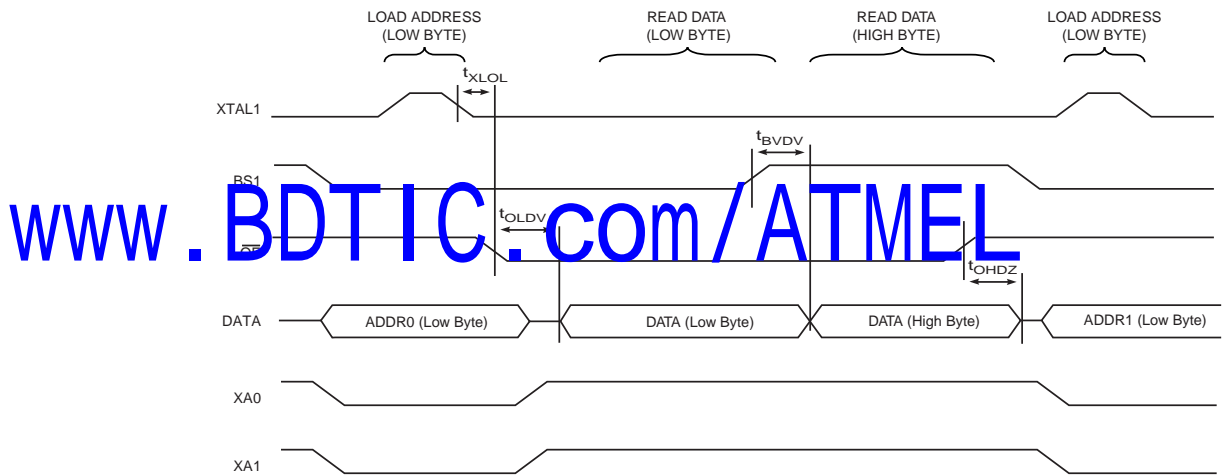 LOAD ADDRESS
(LOW BYTE)
READ DATA
(LOW BYTE)
READ DATA
(HIGH BYTE)
LOAD ADDRESS
(LOW BYTE)
tXLOL
XTAL1
tBVDV
BS1
www.BDTIC.com/ATMEL
tOLDV
OE
tOHDZ
DATA
ADDR0 (Low Byte)
DATA (Low Byte)
DATA (High Byte)
ADDR1 (Low Byte)
XA0
XA1